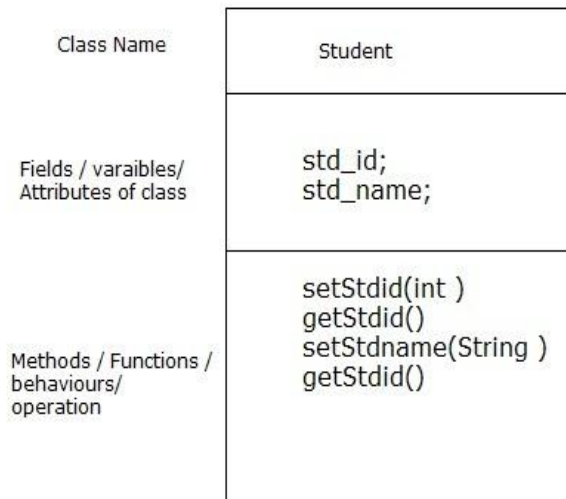 Class Name
Student
Fields / varaibles/
Attributes of class
std_id;
std_name;
Methods / Functions /
behaviours/
operation
setStdid(int )
getStdid()
setStdname(String )
getStdid()